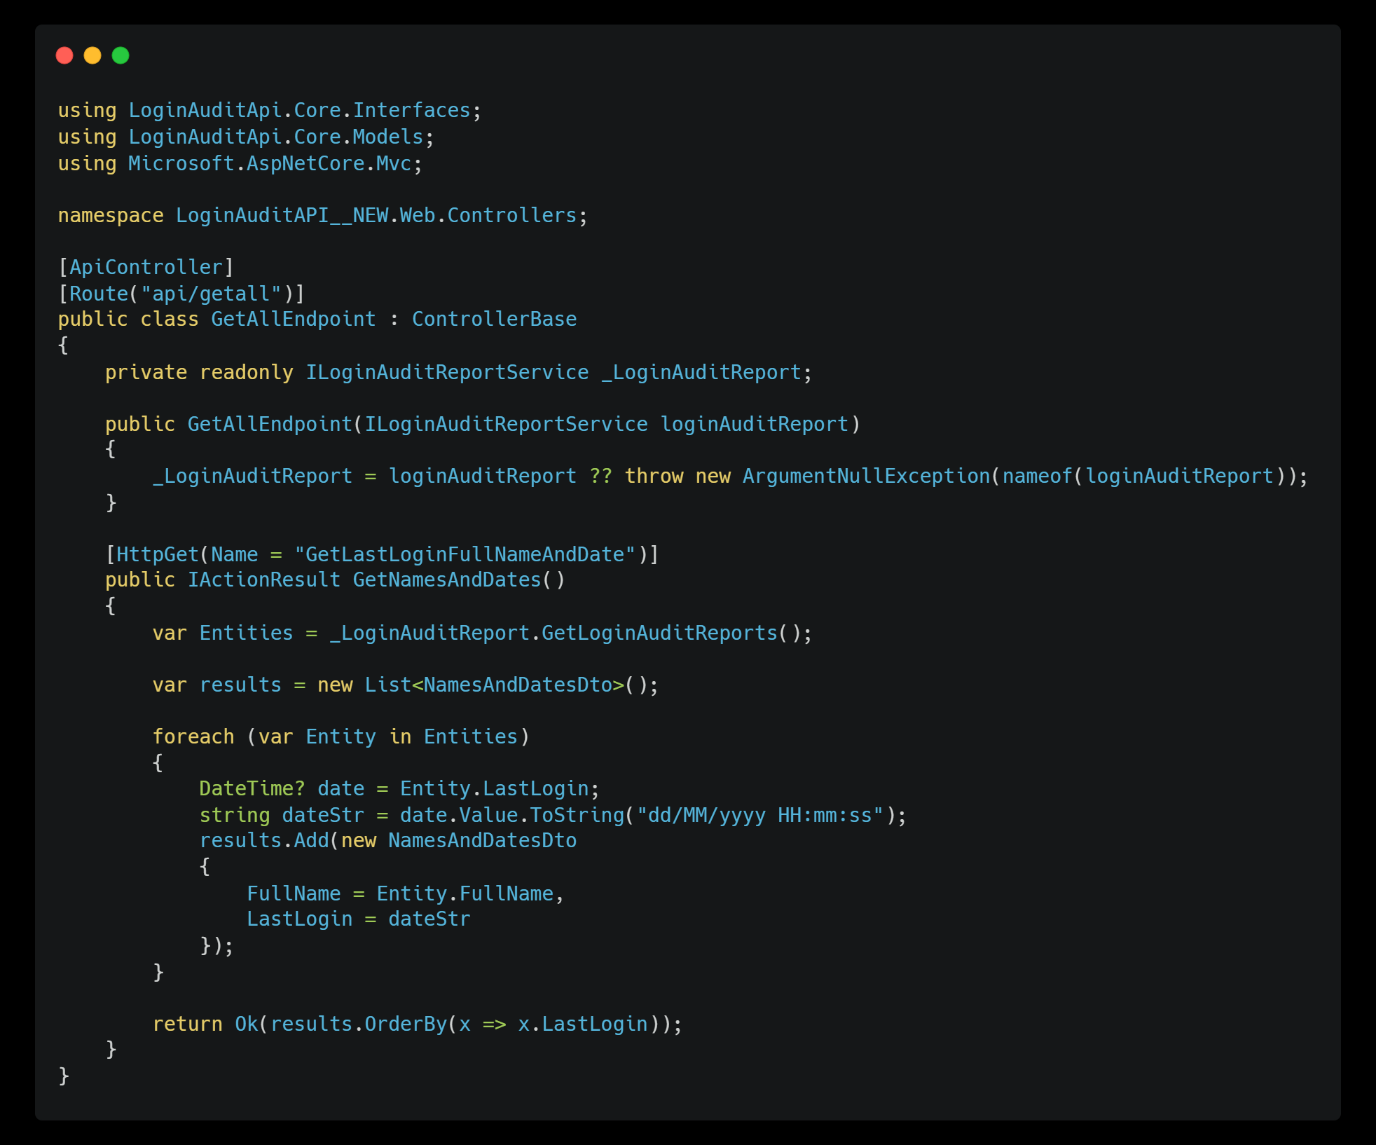 using LoginAuditApi.Core.Interfaces;
using LoginAuditApi.Core.Models;
using Microsoft.AspNetCore.Mvc;

namespace LoginAuditAPI__NEW.Web.Controllers;

[ApiController]
[Route("api/getall")]
public class GetAllEndpoint : ControllerBase
{
    private readonly ILoginAuditReportService _LoginAuditReport;

    public GetAllEndpoint(ILoginAuditReportService loginAuditReport)
    {
        _LoginAuditReport = loginAuditReport ?? throw new ArgumentNullException(nameof(loginAuditReport));
    }

    [HttpGet(Name = "GetLastLoginFullNameAndDate")]
    public IActionResult GetNamesAndDates()
    {
        var Entities = _LoginAuditReport.GetLoginAuditReports();

        var results = new List<NamesAndDatesDto>();

        foreach (var Entity in Entities)
        {
            DateTime? date = Entity.LastLogin;
            string dateStr = date.Value.ToString("dd/MM/yyyy HH:mm:ss");
            results.Add(new NamesAndDatesDto
            {
                FullName = Entity.FullName,
                LastLogin = dateStr
            });
        }

        return Ok(results.OrderBy(x => x.LastLogin));
    }
}